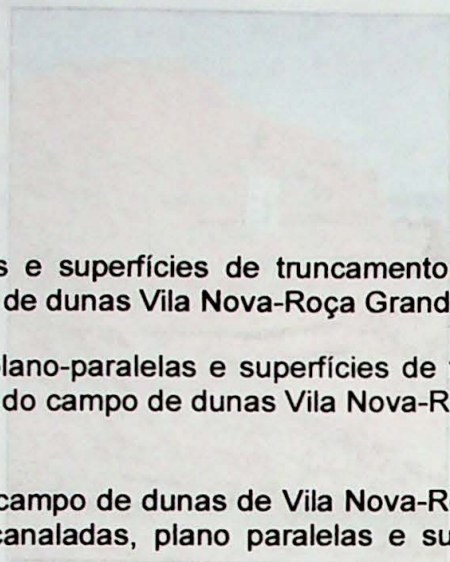 s e superfícies de truncamento
de dunas Vila Nova-Roça Grand
lano-paralelas e superfícies de
do campo de dunas Vila Nova-R
campo de dunas de Vila Nova-R
canaladas, plano paralelas e su